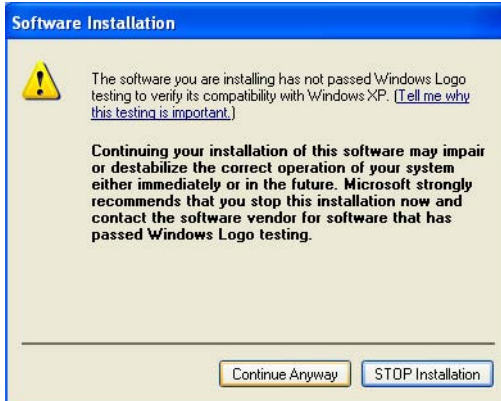 Software Installation
The software you are installing has not passed Windows Logo
testing to verify its compatibility with Windows XP. (Tell me why
this testing is important.)
Continuing your installation of this software may impair
or destabilize the correct operation of your system
either immediately or in the future. Microsoft strongly
recommends that you stop this installation now and
contact the software vendor for software that has
passed Windows Logo testing.
Continue Anyway
STOP Installation